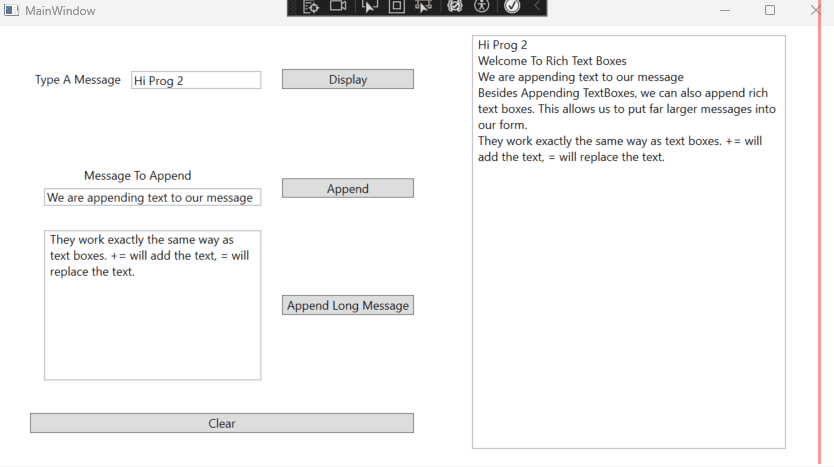 MainWindow
Type A Message
Hi Prog 2
Display
Message To Append
We are appending text to our message
Append
They work exactly the same way as
text boxes. += will add the text, = will
replace the text.
Append Long Message
Clear
Hi Prog 2
Welcome To Rich Text Boxes
We are appending text to our message
Besides Appending TextBoxes, we can also append rich
text boxes. This allows us to put far larger messages into
our form.
They work exactly the same way as text boxes. += will
add the text, = will replace the text.